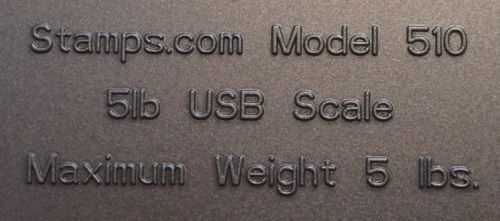 Stamps.com Model 510
5lb USB Scale
Maximum Weight 5 lbs.